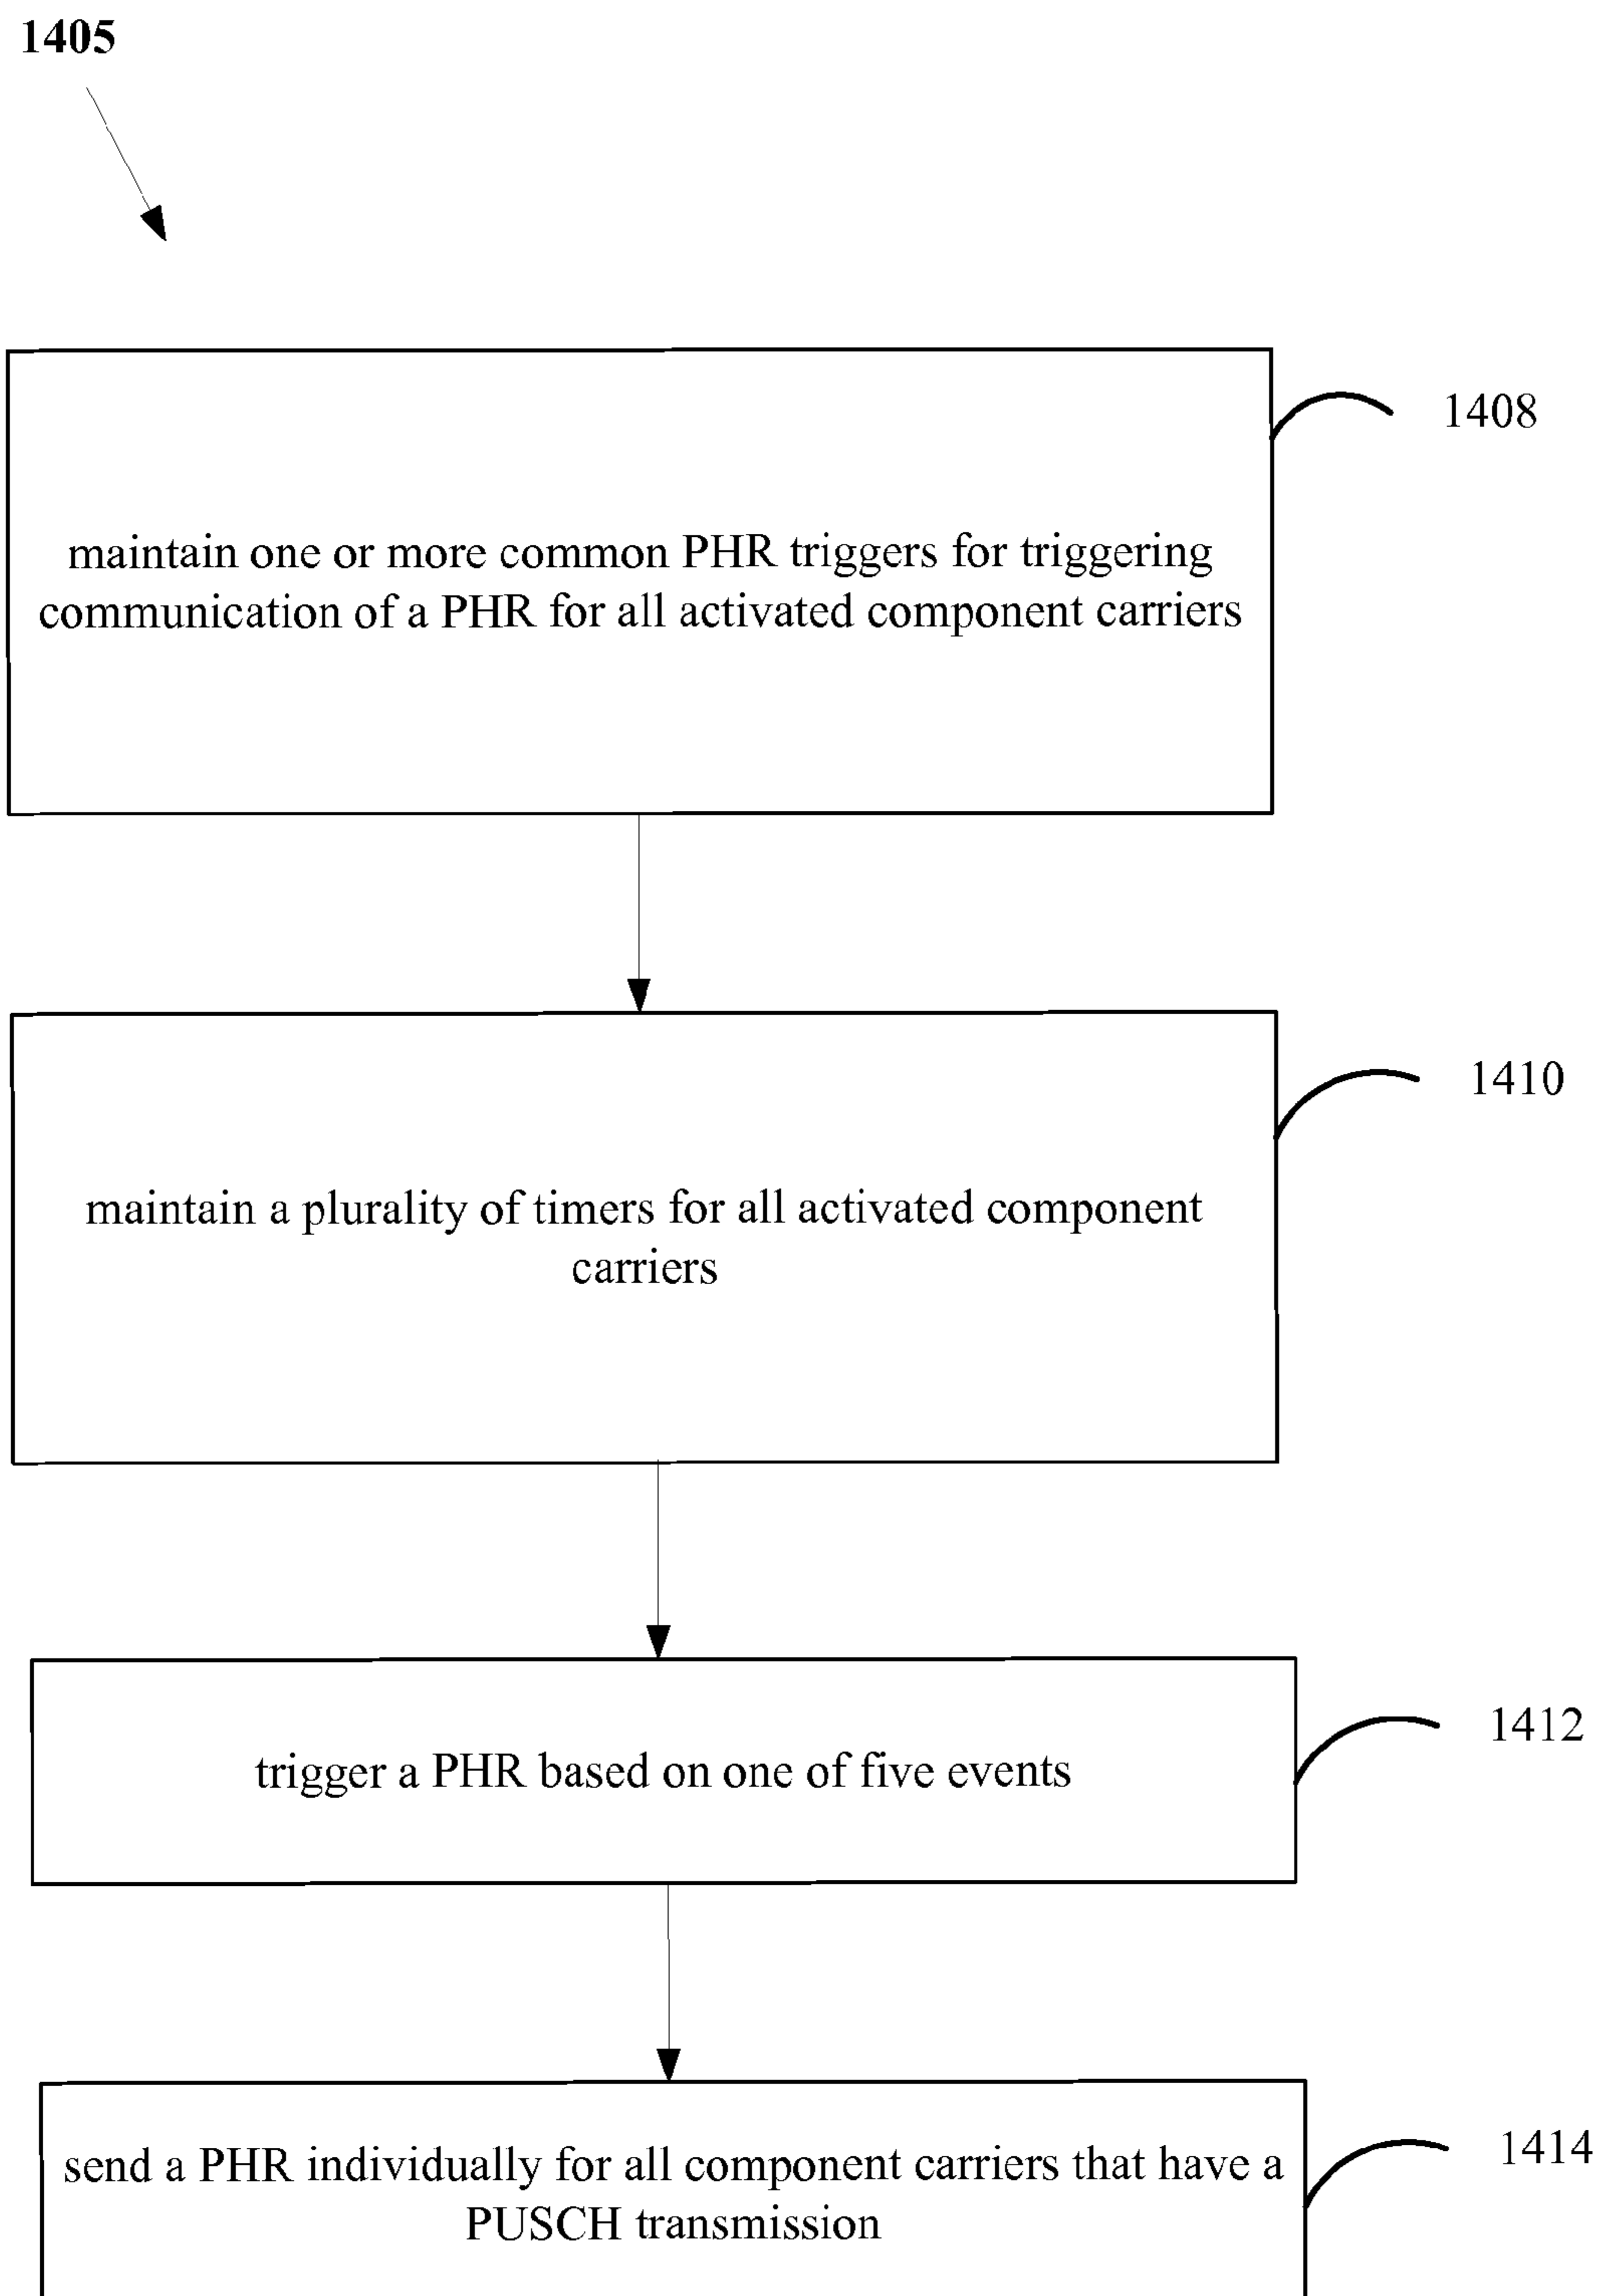 1405
1408
maintain one or more common PHR triggers for triggering
communication of a PHR for all activated component carriers
1410
maintain a plurality of timers for all activated component
carriers
1412
trigger a PHR based on one of five events
1414
send a PHR individually for all component carriers that have a
PUSCH transmission